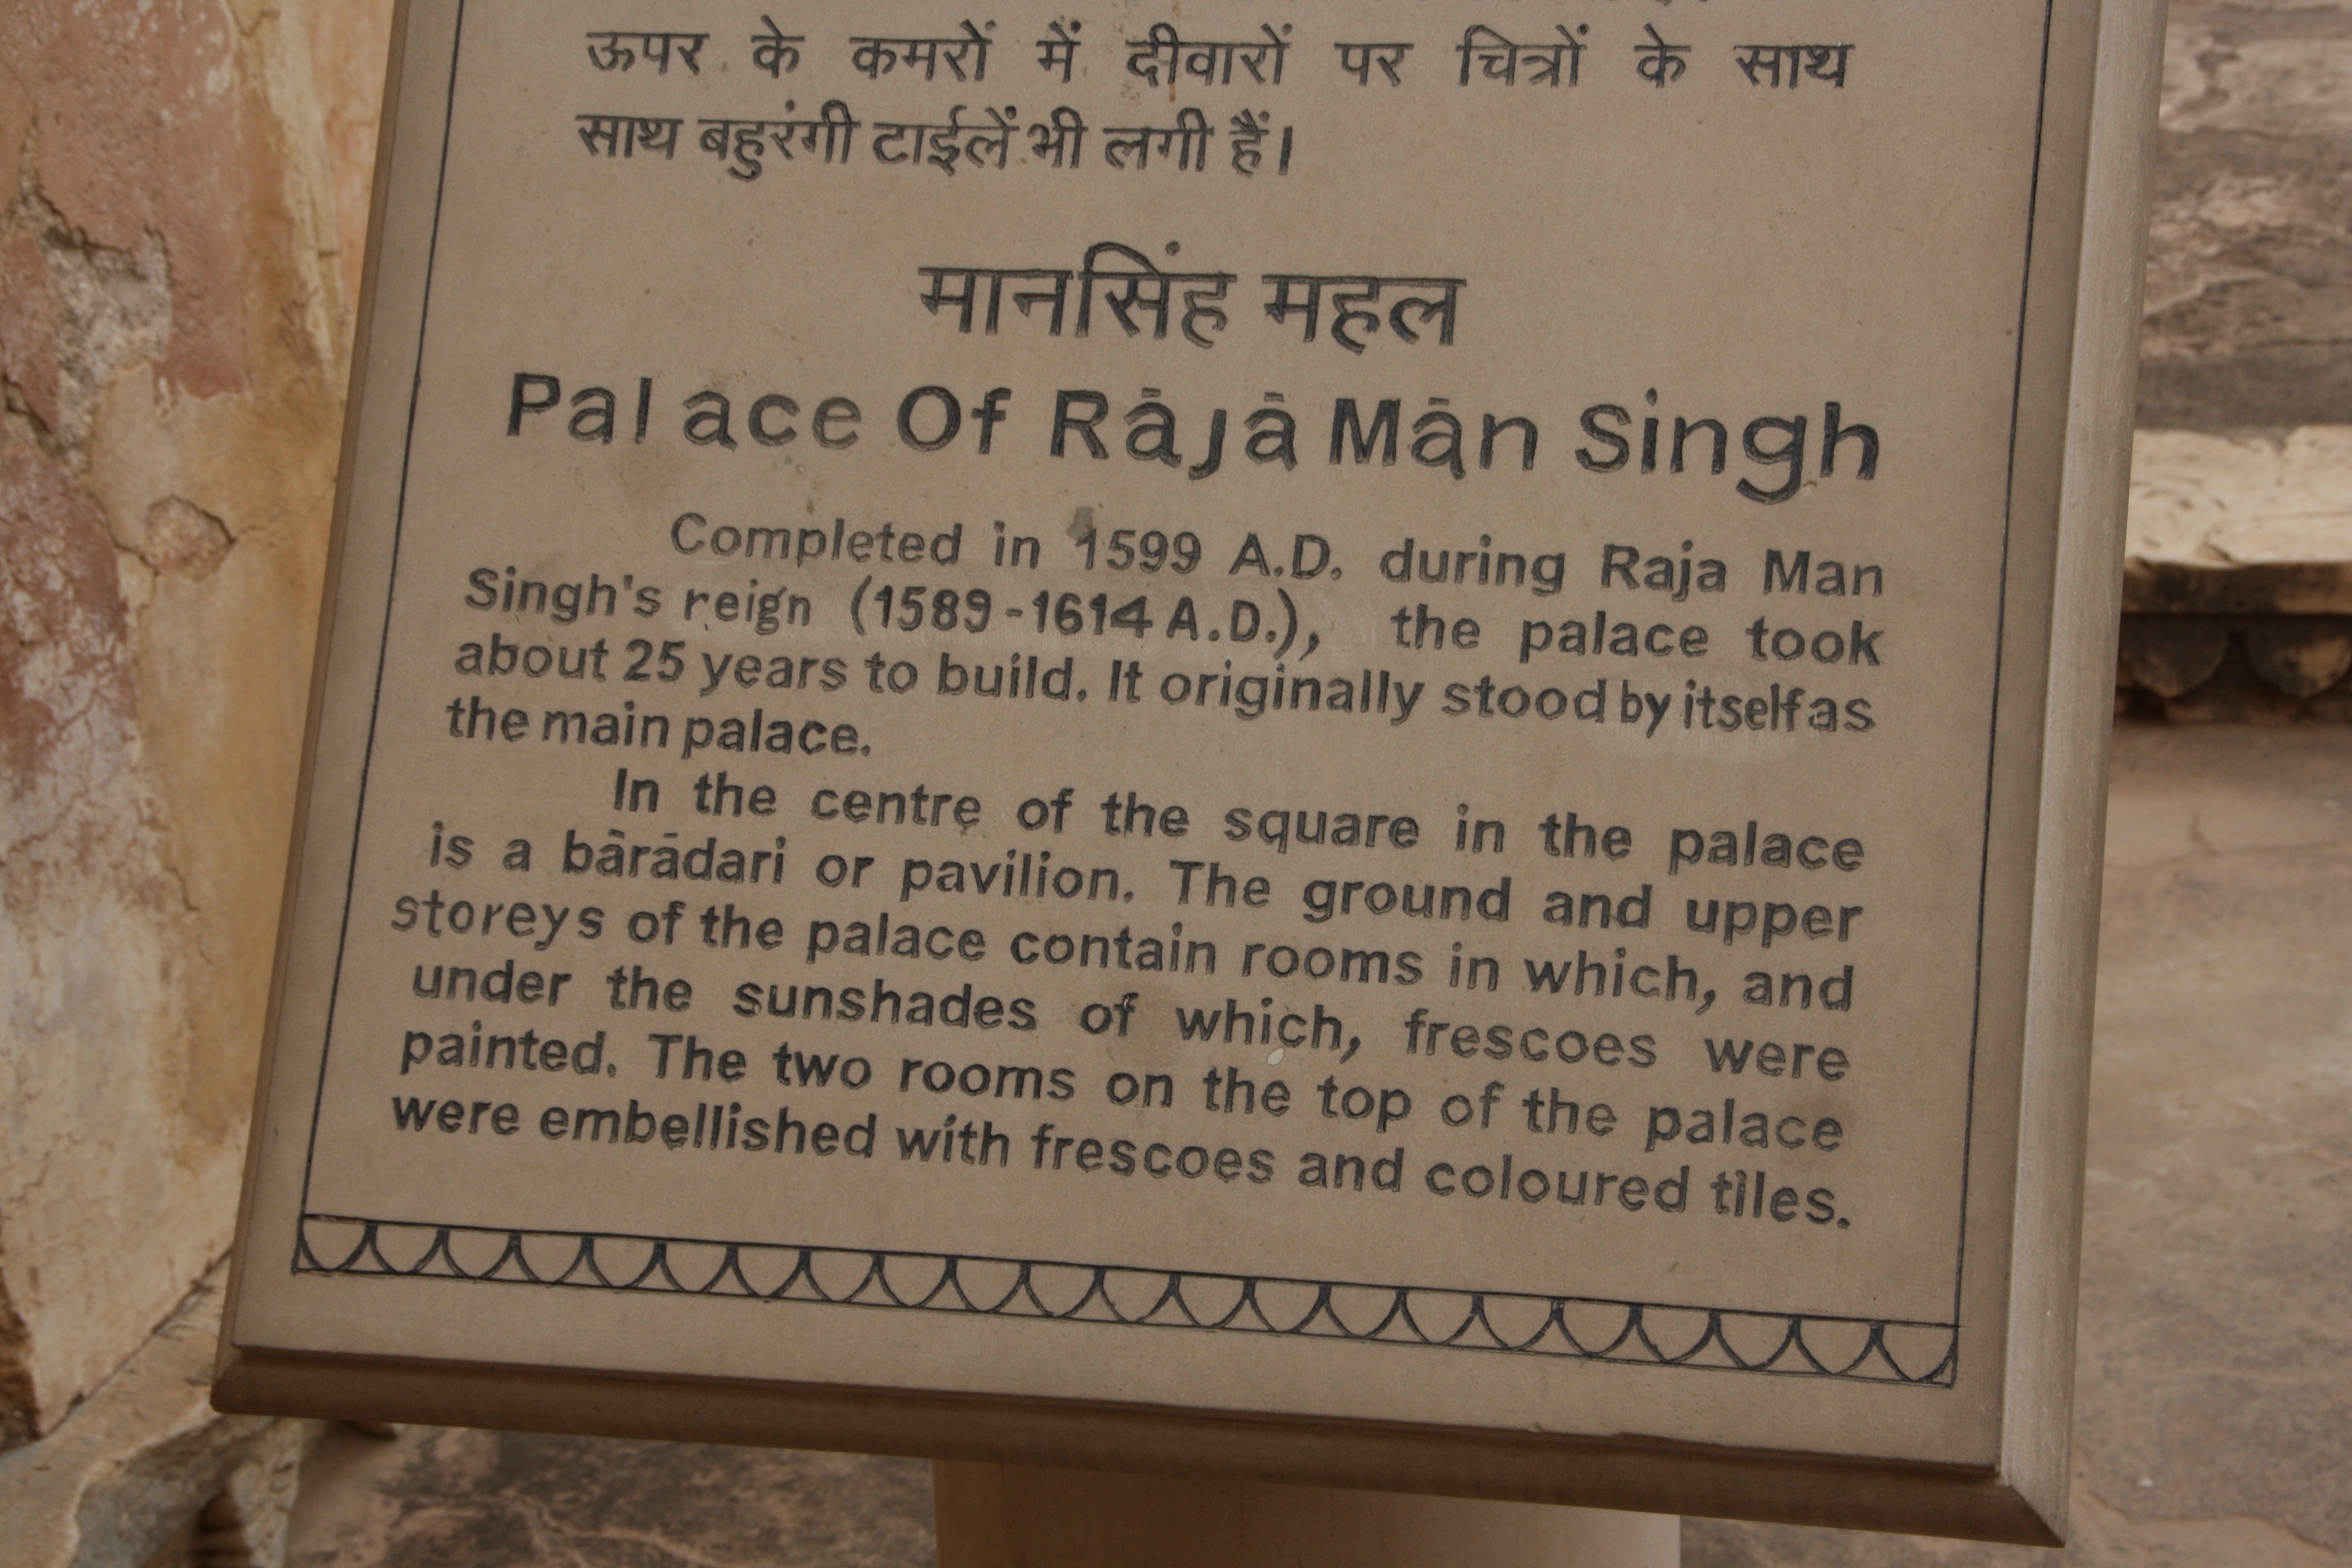 ऊपर के कमरों में दीवारों पर चित्रों के साथ
साथ बहुरंगी टाईलें भी लगी हैं।
मानसिंह महल
Palace Of Rājā Mān Singh
Completed in 1599 A.D. during Raja Man
Singh's reign (1589-1614 A.D.), the palace took
about 25 years to build. It originally stood by itself as
the main palace.
In the centre of the square in the palace
is a bārādari or pavilion. The ground and upper
storeys of the palace contain rooms in which, and
under the sunshades of which, frescoes were
painted. The two rooms on the top of the palace
were embellished with frescoes and coloured tiles.